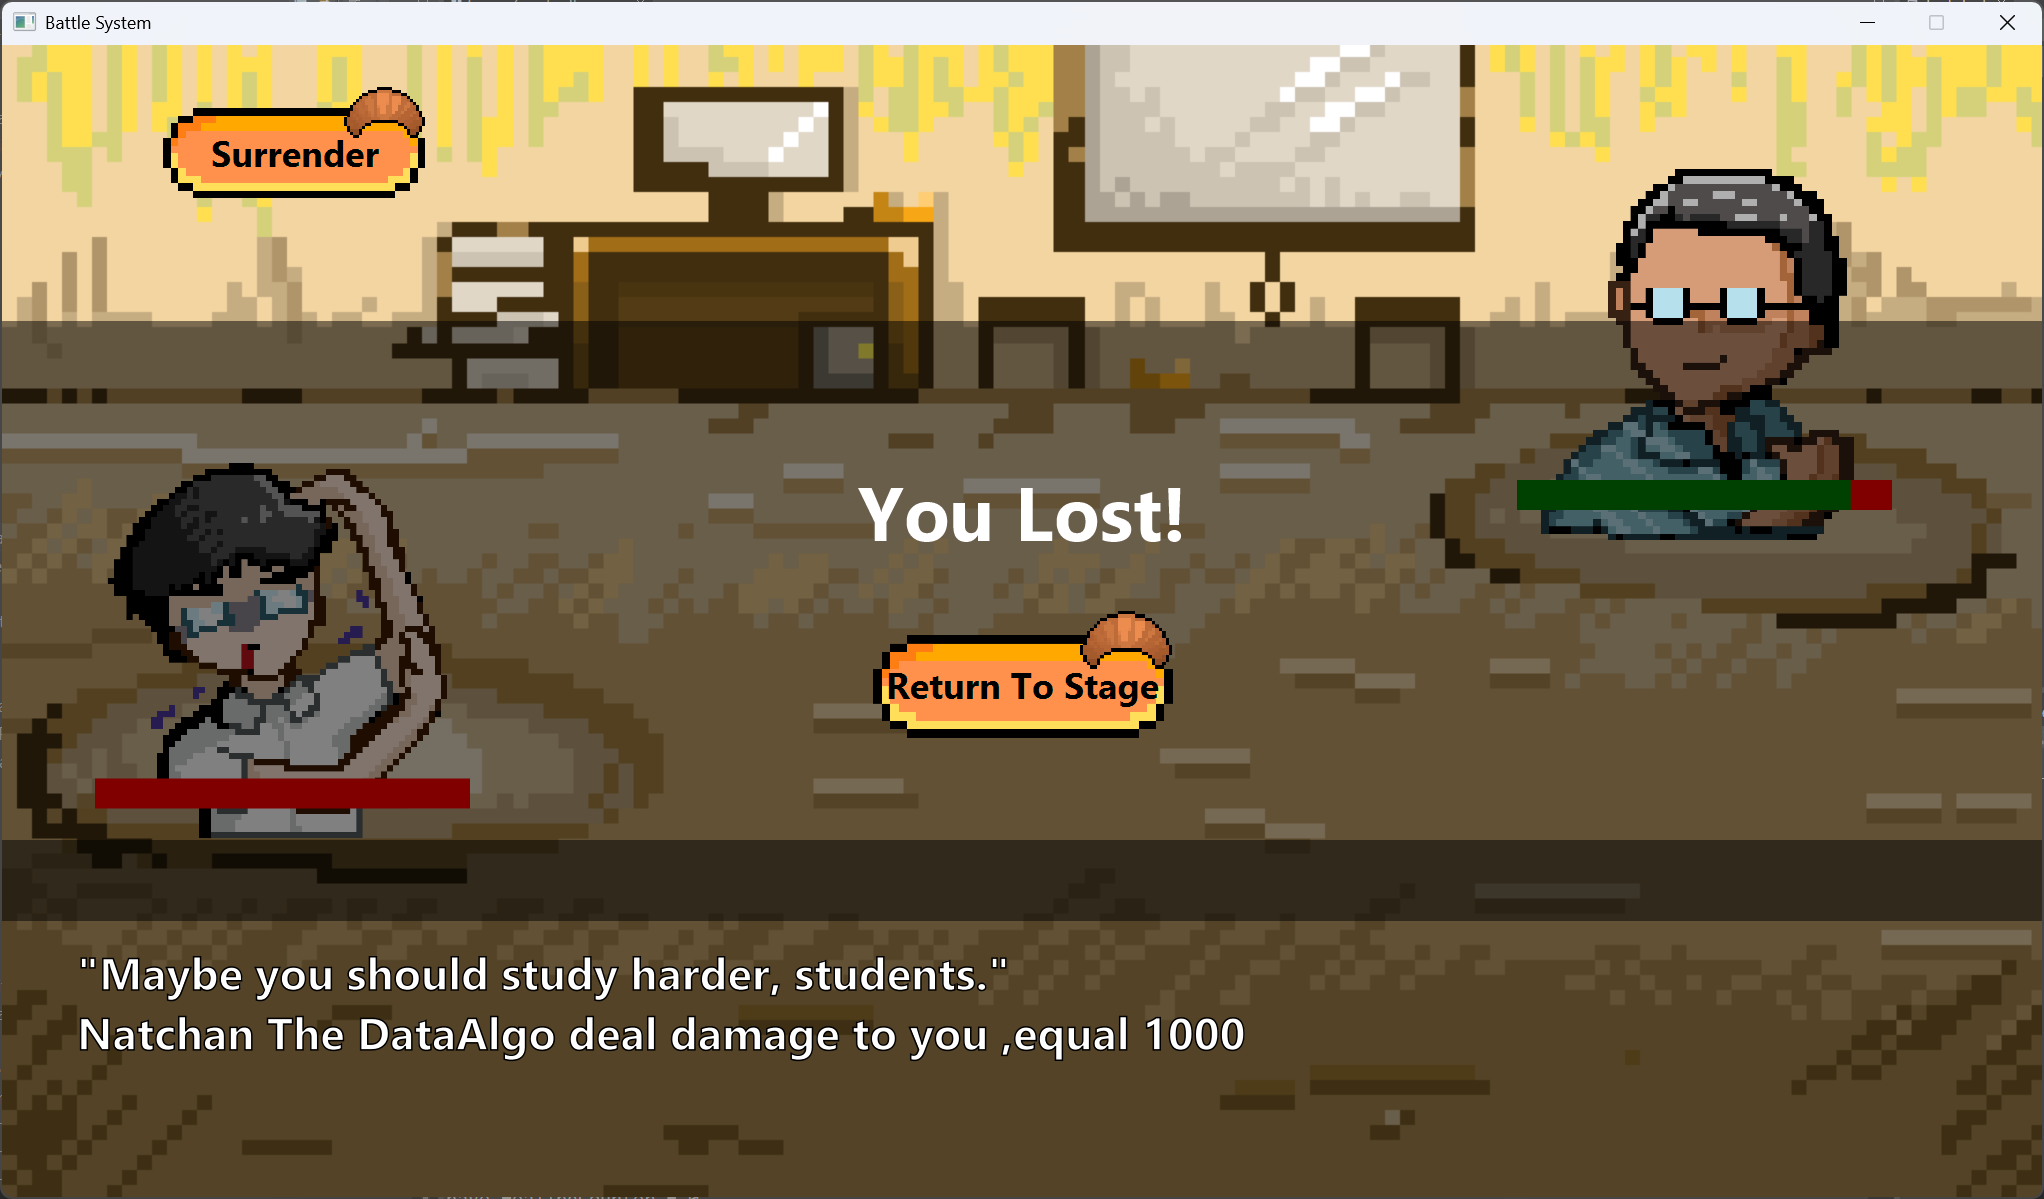 Battle System
Surrender
You Lost!
Return To Stage
"Maybe you should study harder, students."
Natchan The DataAlgo deal damage to you ,equal 1000